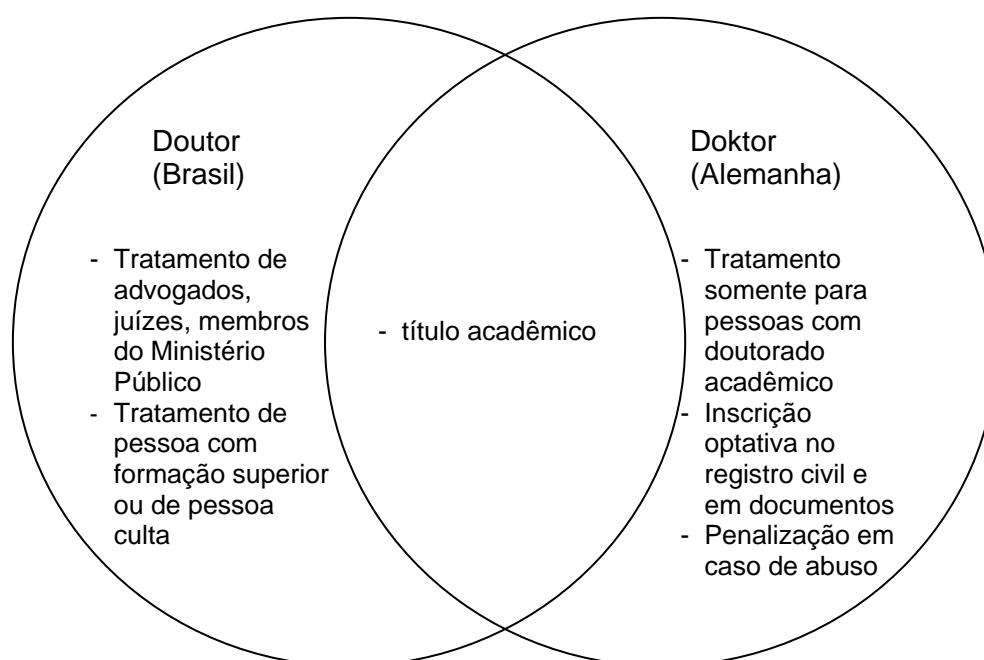 Doutor
(Brasil)
- Tratamento de
advogados,
juízes, membros
do Ministério
Público
- Tratamento de
pessoa com
formação superior
ou de pessoa
culta
- título acadêmico
Doktor
(Alemanha)
- Tratamento
somente para
pessoas com
doutorado
acadêmico
- Inscrição
optativa no
registro civil e
em documentos
- Penalização em
caso de abuso